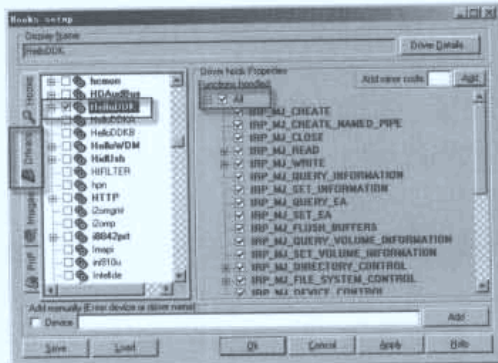 Hooks setup
Display Name
HelloDDK
Driver Details...
Hooks
Drivers
Images
PnP
hcmon
HDAudBus
HelloDDK
HelloDDKA
HelloDDKB
HelloWDM
HidUsb
HIFILTER
hpn
HTTP
i2omgmt
i2omp
i8042prt
Imapi
ini910u
IntelIde
Driver hook Properties
Functions handled
Add minor code
Add
All
IRP_MJ_CREATE
IRP_MJ_CREATE_NAMED_PIPE
IRP_MJ_CLOSE
IRP_MJ_READ
IRP_MJ_WRITE
IRP_MJ_QUERY_INFORMATION
IRP_MJ_SET_INFORMATION
IRP_MJ_QUERY_EA
IRP_MJ_SET_EA
IRP_MJ_FLUSH_BUFFERS
IRP_MJ_QUERY_VOLUME_INFORMATION
IRP_MJ_SET_VOLUME_INFORMATION
IRP_MJ_DIRECTORY_CONTROL
IRP_MJ_FILE_SYSTEM_CONTROL
IRP_MJ_DEVICE_CONTROL
Add manually (Enter device or driver name)
Device
Add
Save
Load
Ok
Cancel
Apply
Help